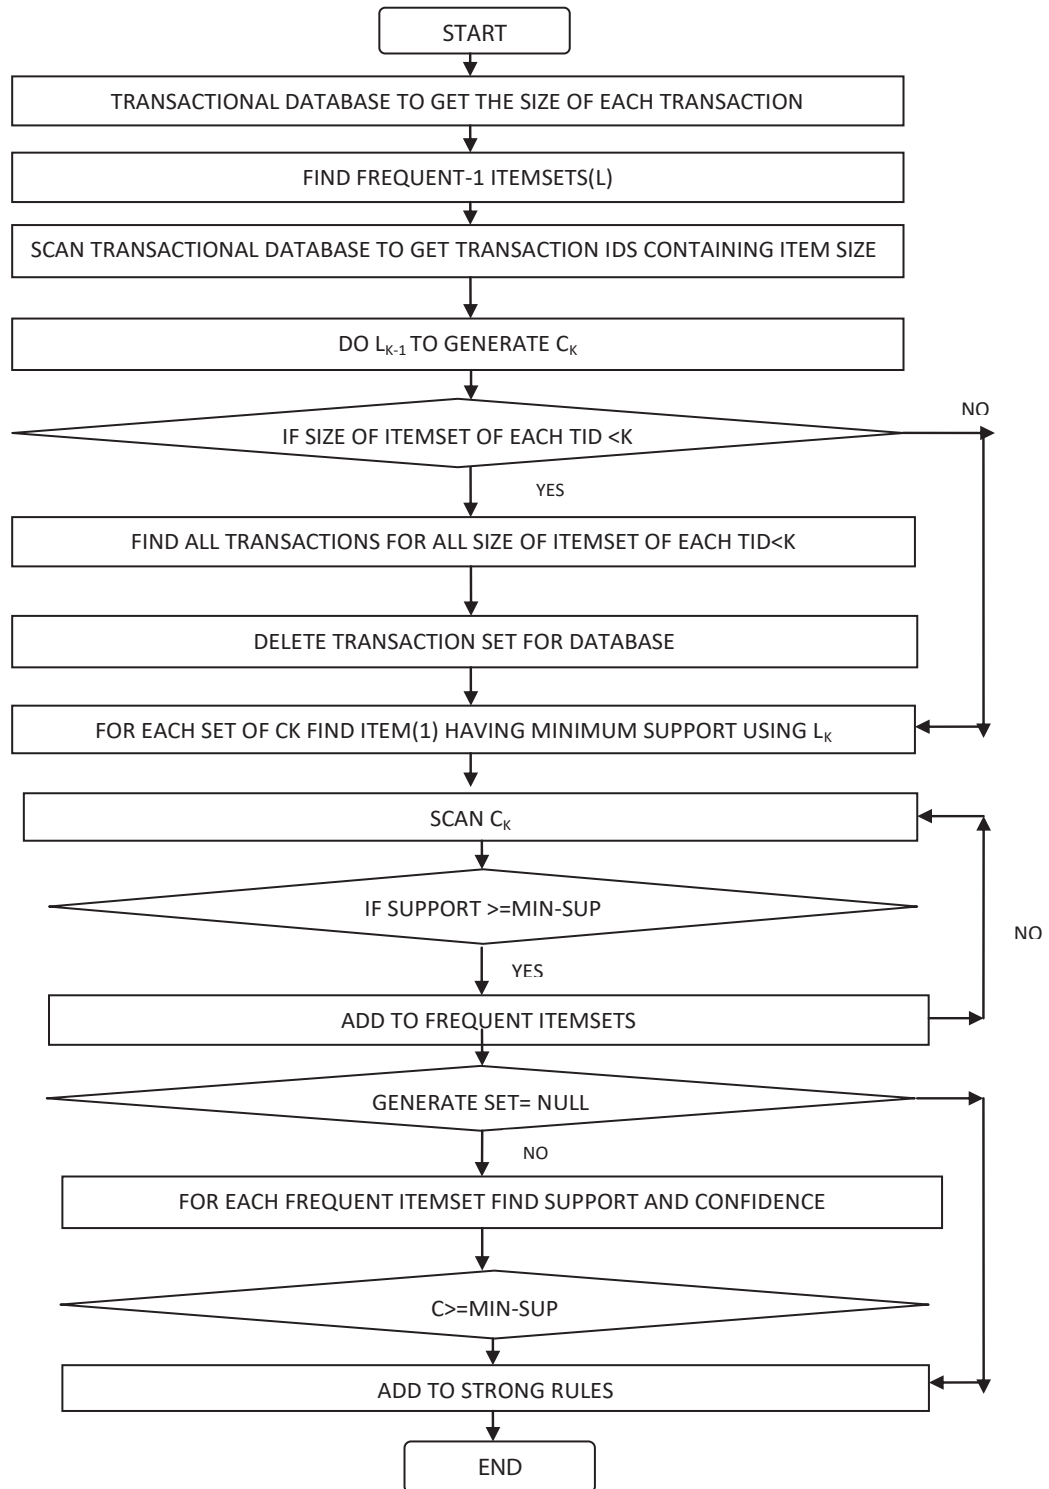 START
TRANSACTIONAL DATABASE TO GET THE SIZE OF EACH TRANSACTION
FIND FREQUENT-1 ITEMSETS(L)
SCAN TRANSACTIONAL DATABASE TO GET TRANSACTION IDS CONTAINING ITEM SIZE
DO L_{K-1} TO GENERATE C_K
NO
IF SIZE OF ITEMSET OF EACH TID <K
YES
FIND ALL TRANSACTIONS FOR ALL SIZE OF ITEMSET OF EACH TID<K
DELETE TRANSACTION SET FOR DATABASE
FOR EACH SET OF CK FIND ITEM(1) HAVING MINIMUM SUPPORT USING L_K
SCAN C_K
IF SUPPORT >=MIN-SUP
NO
YES
ADD TO FREQUENT ITEMSETS
GENERATE SET= NULL
NO
FOR EACH FREQUENT ITEMSET FIND SUPPORT AND CONFIDENCE
C>=MIN-SUP
ADD TO STRONG RULES
END